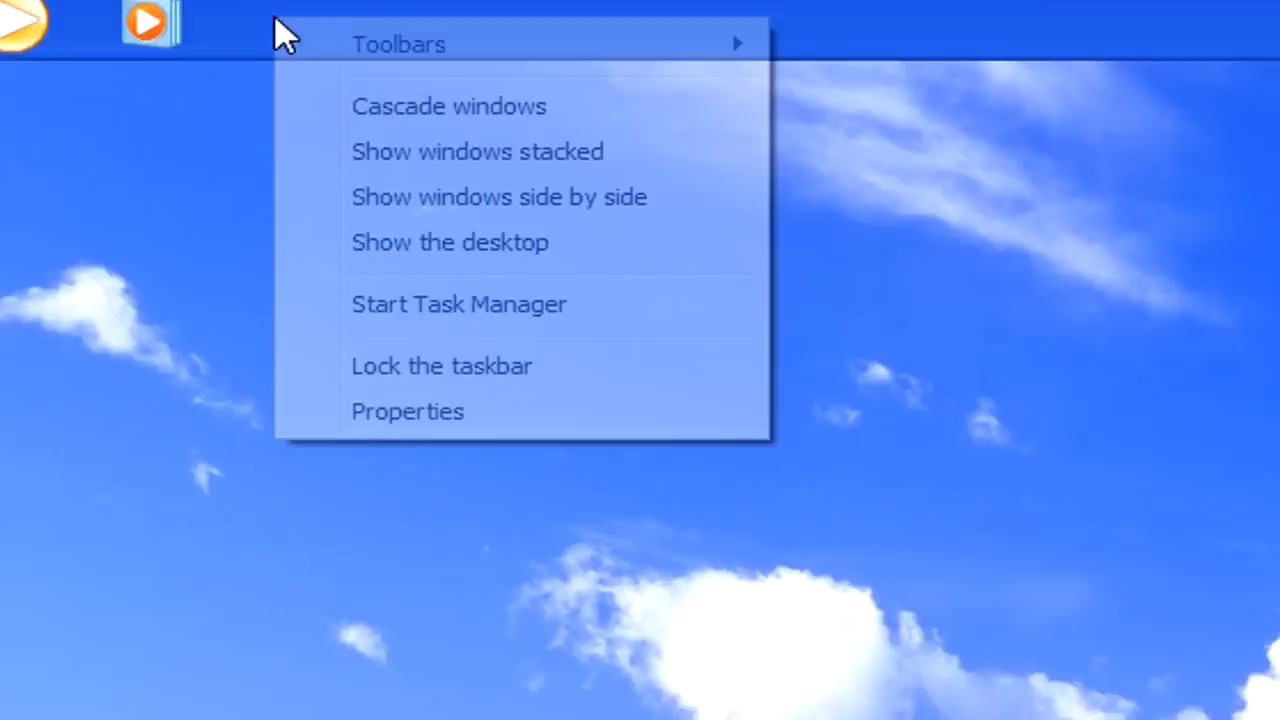 Toolbars
Cascade windows
Show windows stacked
Show windows side by side
Show the desktop
Start Task Manager
Lock the taskbar
Properties